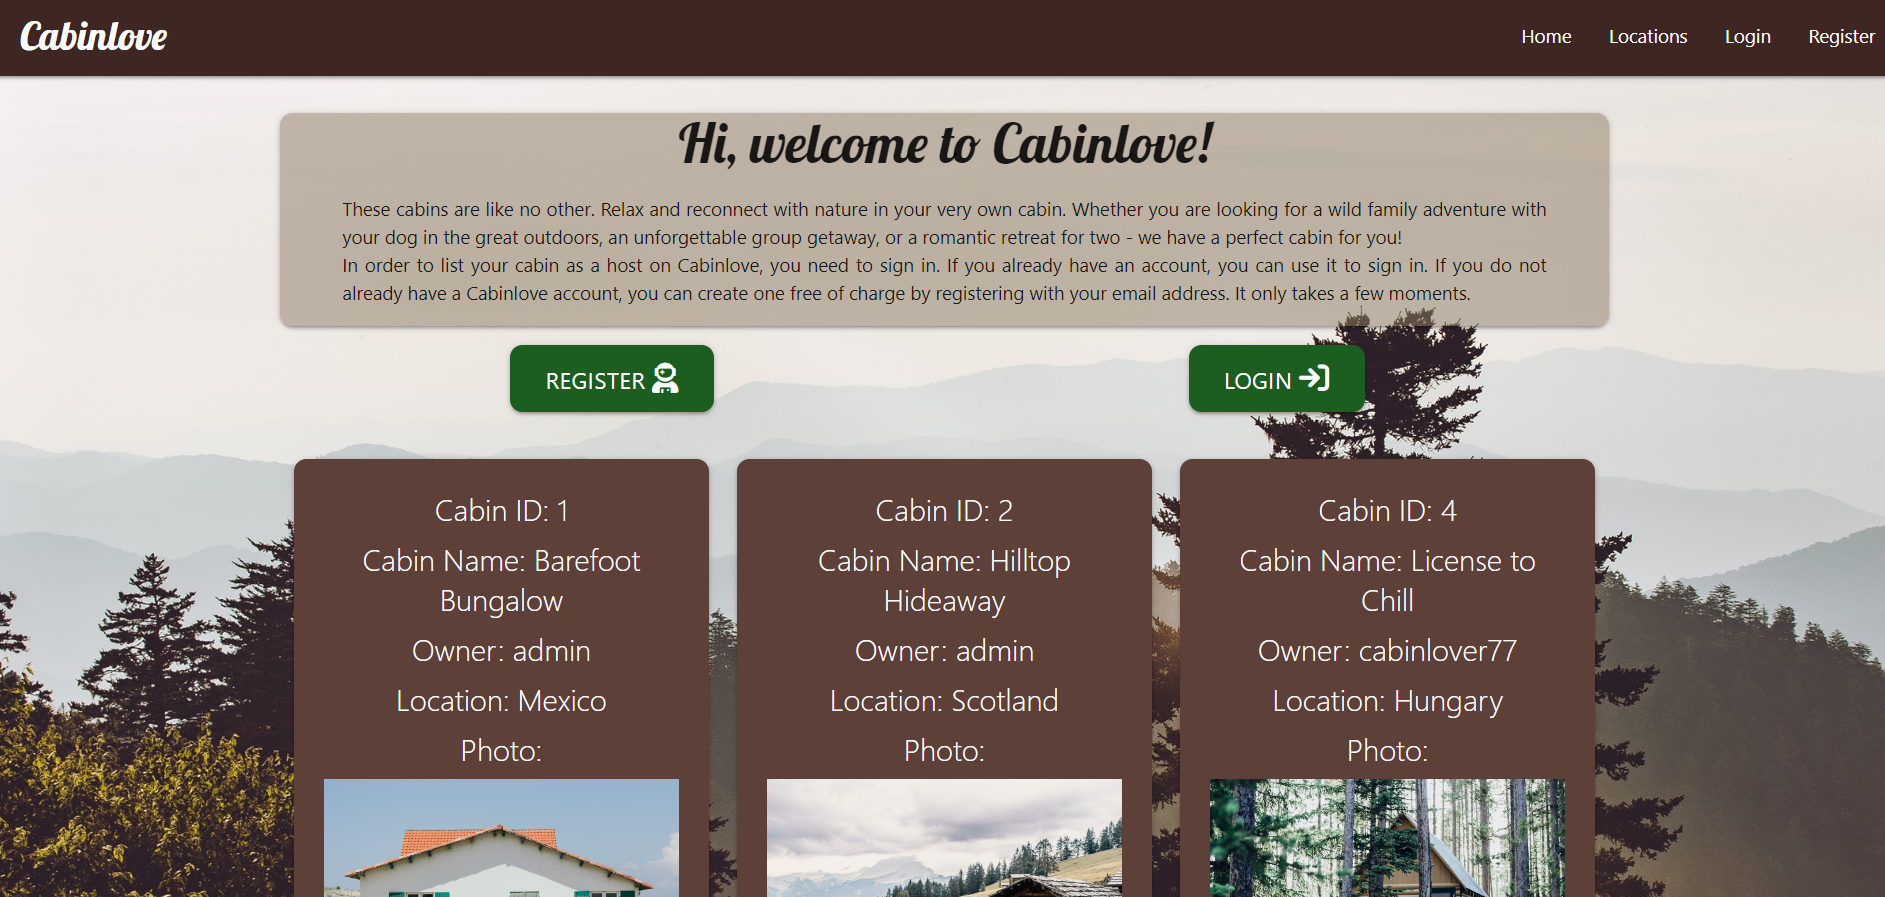 Cabinlove
Home Locations Login Register
Hi, welcome to Cabinlove!
These cabins are like no other. Relax and reconnect with nature in your very own cabin. Whether you are looking for a wild family adventure with
your dog in the great outdoors, an unforgettable group getaway, or a romantic retreat for two - we have a perfect cabin for you!
In order to list your cabin as a host on Cabinlove, you need to sign in. If you already have an account, you can use it to sign in. If you do not
already have a Cabinlove account, you can create one free of charge by registering with your email address. It only takes a few moments.
REGISTER
LOGIN
Cabin ID: 1
Cabin Name: Barefoot
Bungalow
Owner: admin
Location: Mexico
Photo:
Cabin ID: 2
Cabin Name: Hilltop
Hideaway
Owner: admin
Location: Scotland
Photo:
Cabin ID: 4
Cabin Name: License to
Chill
Owner: cabinlover77
Location: Hungary
Photo: